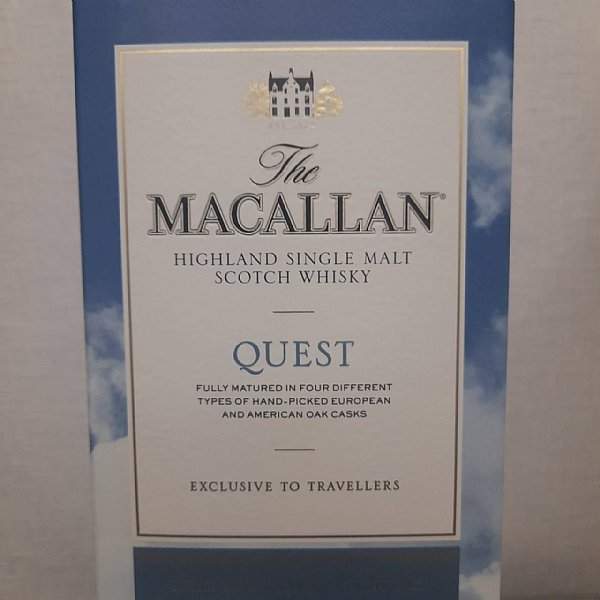 The
MACALLAN®
HIGHLAND SINGLE MALT
SCOTCH WHISKY
QUEST
FULLY MATURED IN FOUR DIFFERENT
TYPES OF HAND-PICKED EUROPEAN
AND AMERICAN OAK CASKS
EXCLUSIVE TO TRAVELLERS